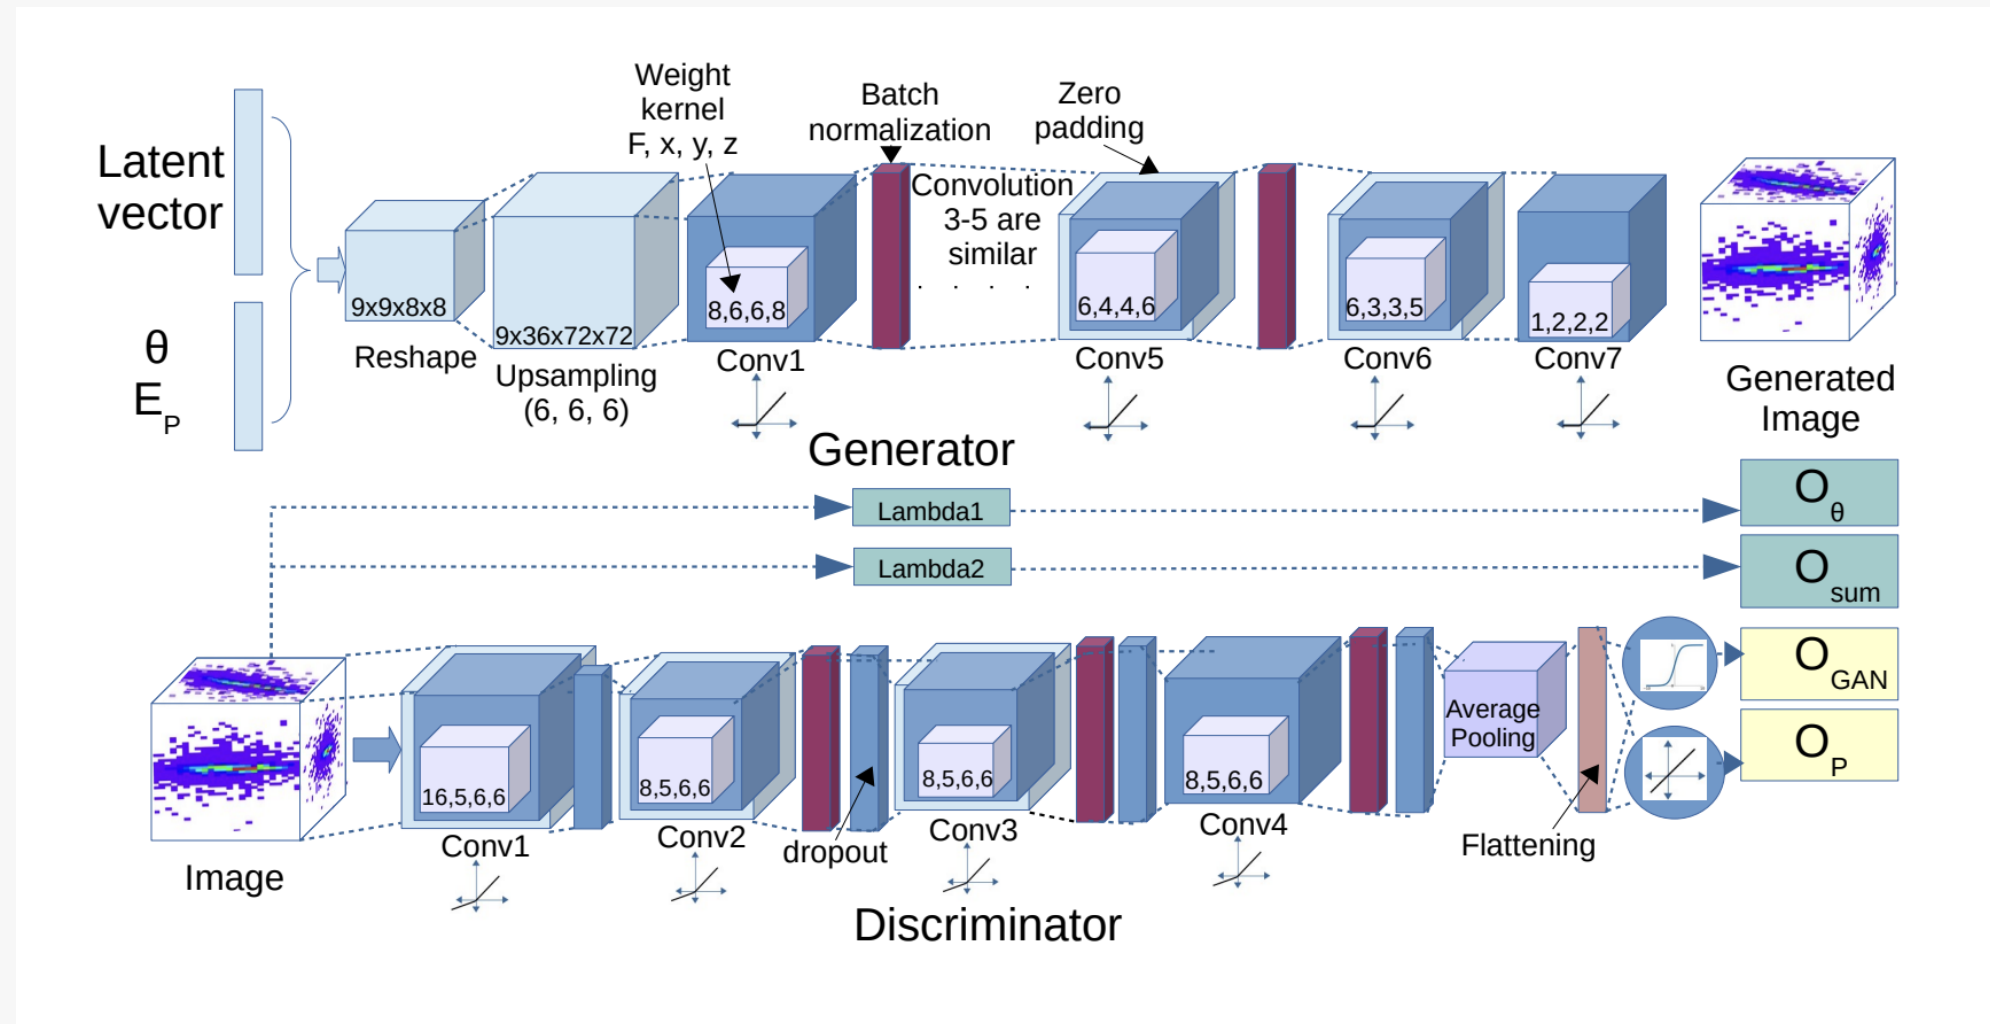 Latent
vector
θ
E
P
9x9x8x8
Reshape
9x36x72x72
Upsampling
(6, 6, 6)
Weight
kernel
F, x, y, z
8,6,6,8
Conv1
Batch
normalization
Convolution
3-5 are
similar
. . . .
Zero
padding
6,4,4,6
Conv5
6,3,3,5
Conv6
1,2,2,2
Conv7
Generated
Image
Generator
Lambda1
O
θ
Lambda2
O
sum
Image
16,5,6,6
Conv1
8,5,6,6
Conv2
dropout
8,5,6,6
Conv3
8,5,6,6
Conv4
Average
Pooling
Flattening
O
GAN
O
P
Discriminator